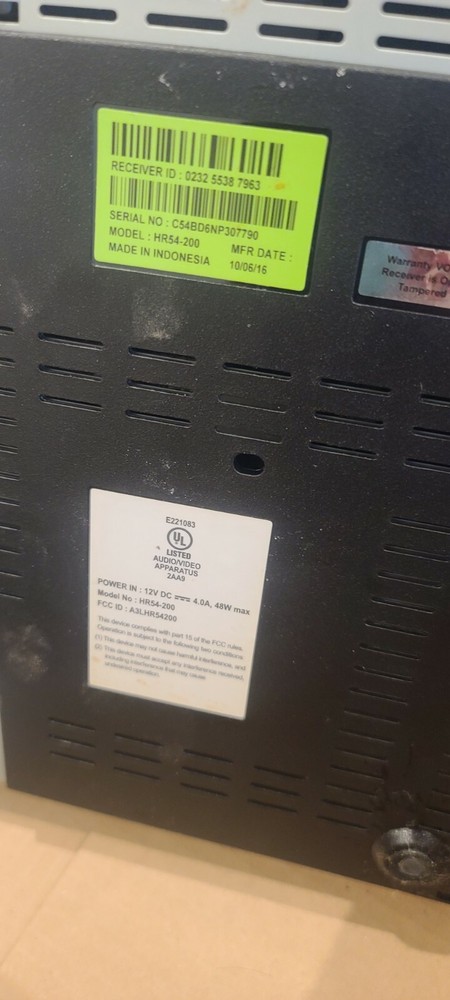 RECEIVER ID : 0232 5538 7963
SERIAL NO : C54BD6NP307790
MODEL : HR54-200
MFR DATE :
MADE IN INDONESIA
10/06/16
Warranty VO
Receiver is O
Tampered
E221083
UL
LISTED
AUDIO/VIDEO
APPARATUS
2AA9
POWER IN : 12V DC ⎓ 4.0A, 48W max
Model No : HR54-200
FCC ID : A3LHR54200
This device complies with part 15 of the FCC rules
Operation is subject to the following two conditions
(1) This device may not cause harmful interference, and
(2) This device must accept any interference received,
including interference that may cause
undesired operation.